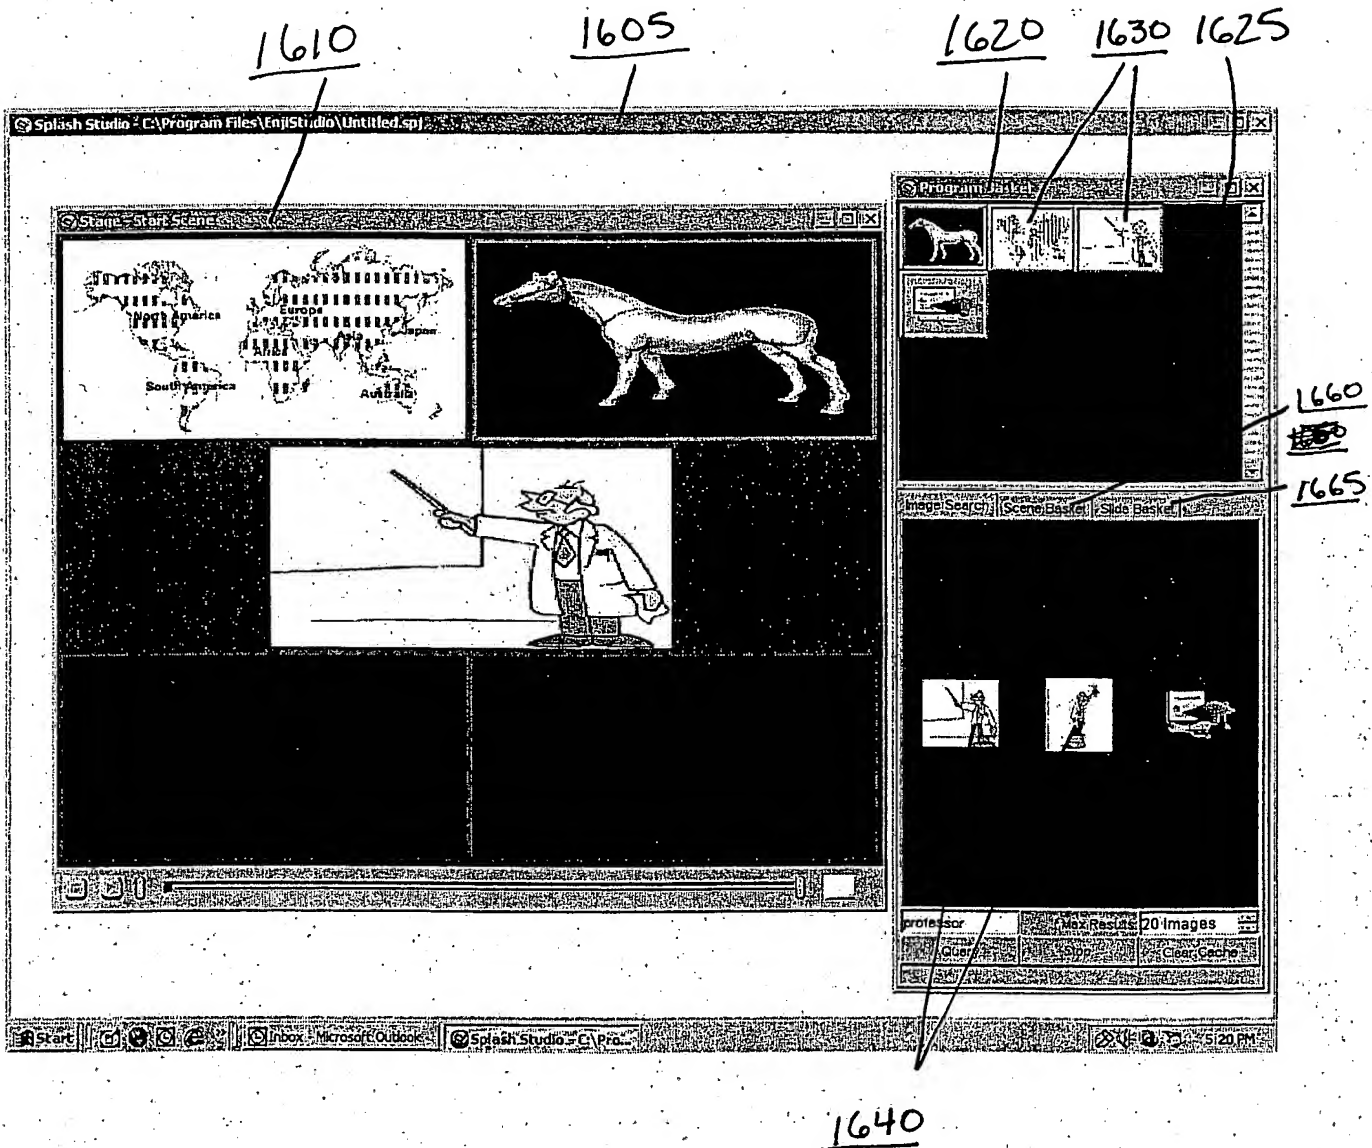 1610 1605 1620 1630 1625
Splash Studio - C:\Program Files\EnjiStudio\Untitled.spj
Program Basket
Stage - Start Scene
North America
Europe
Japan
Asia
Africa
South America
Australia
1660
1665
Image Search Scene Basket Slide Basket
professor Max Results: 20 Images
Query Stop Clear Cache
Start Inbox - Microsoft Outlook Splash Studio - C:\Pro... 5:20 PM
1640